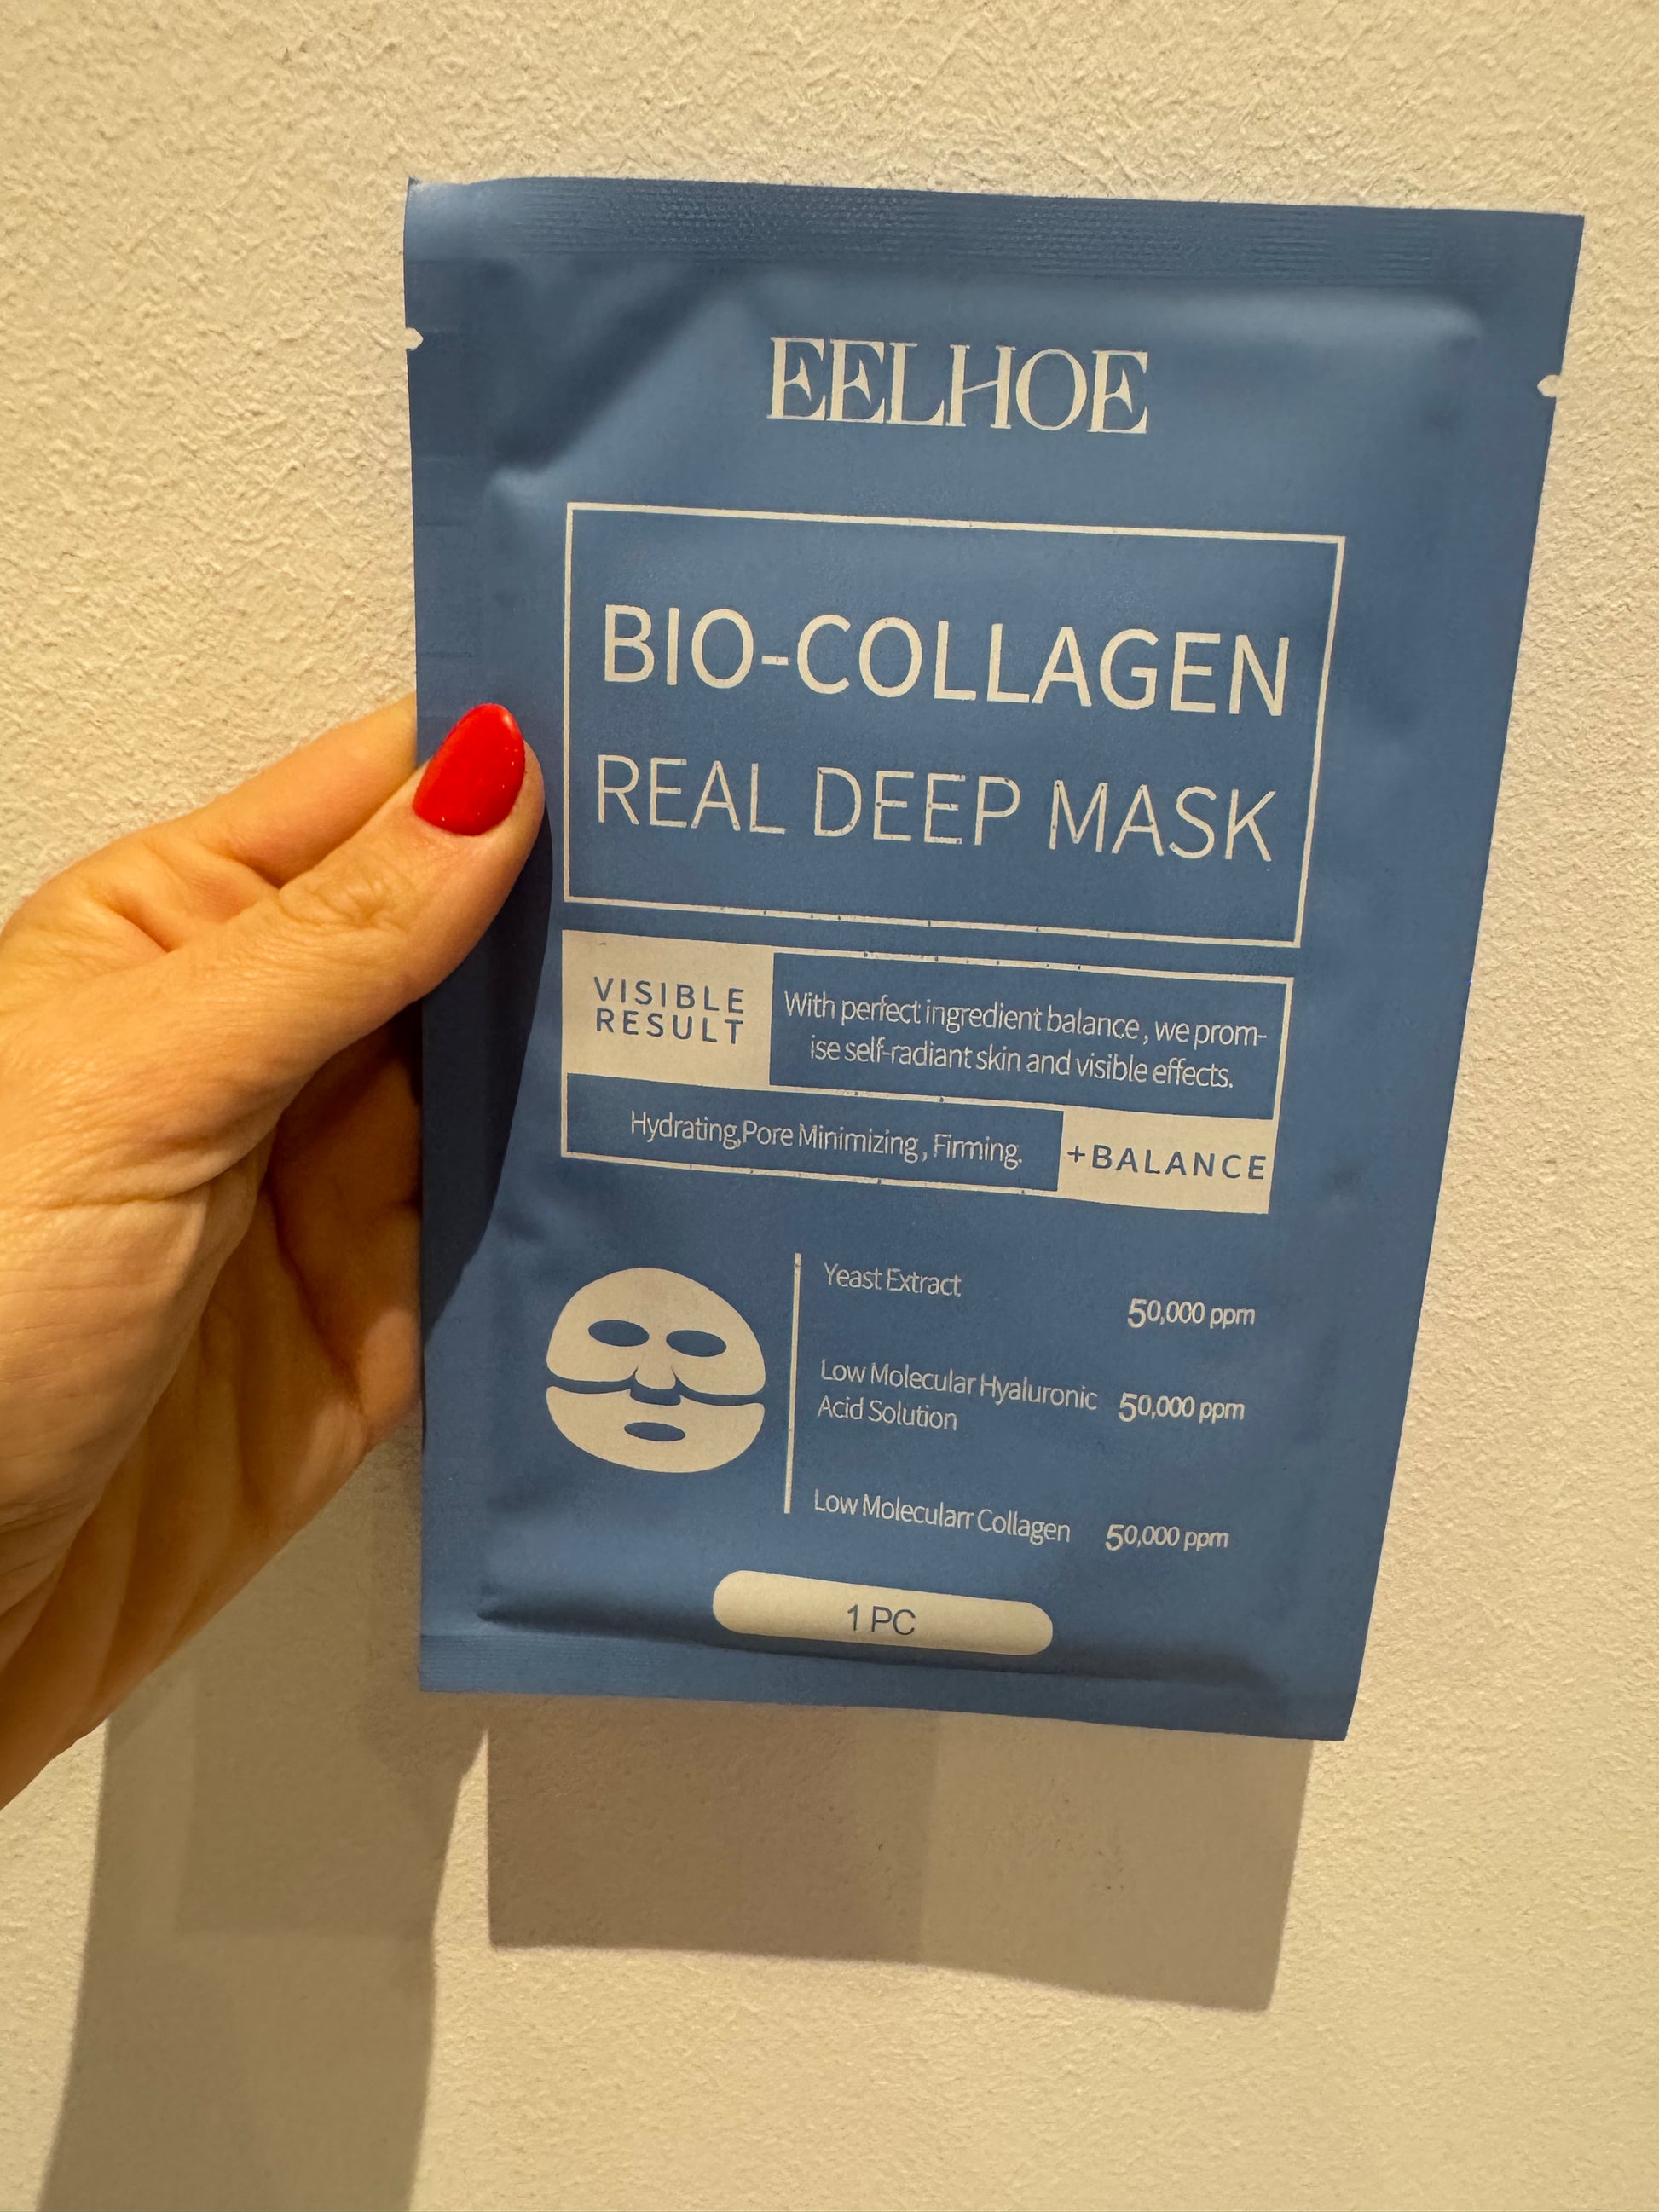 EELHOE
BIO-COLLAGEN
REAL DEEP MASK
VISIBLE
RESULT
With perfect ingredient balance, we prom-
ise self-radiant skin and visible effects.
Hydrating,Pore Minimizing, Firming.
+BALANCE
Yeast Extract
50,000 ppm
Low Molecular Hyaluronic
Acid Solution
50,000 ppm
Low Molecularr Collagen
50,000 ppm
1 PC